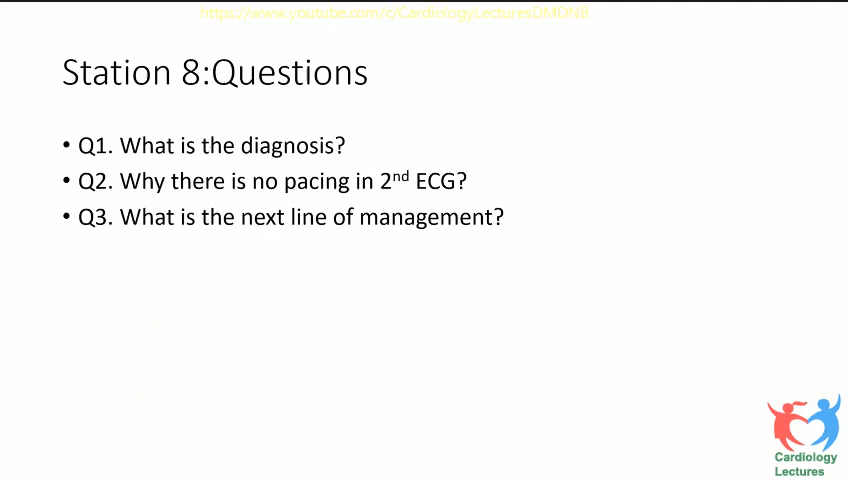 https://www.youtube.com/c/CardiologyLecturesDMDNB
Station 8:Questions
• Q1. What is the diagnosis?
• Q2. Why there is no pacing in 2nd ECG?
• Q3. What is the next line of management?
Cardiology
Lectures